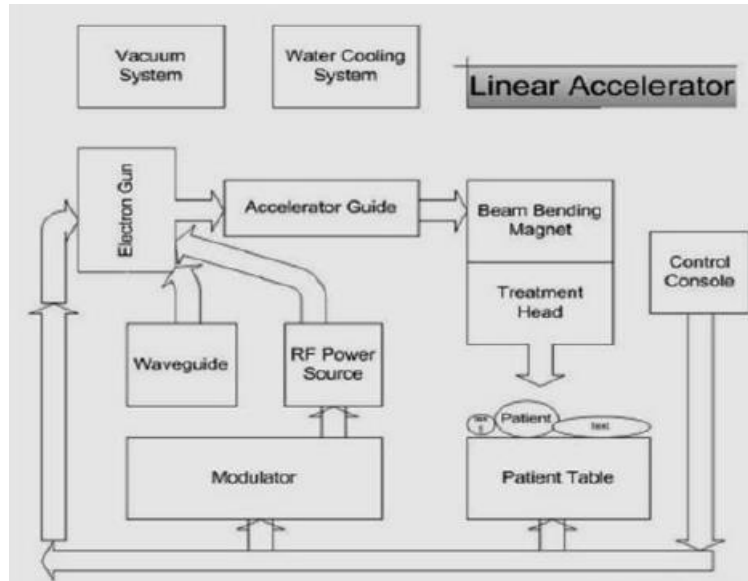 Vacuum
System
Water Cooling
System
Linear Accelerator
Electron Gun
Accelerator Guide
Beam Bending
Magnet
Control
Console
Treatment
Head
Waveguide
RF Power
Source
Patient
text
Modulator
Patient Table